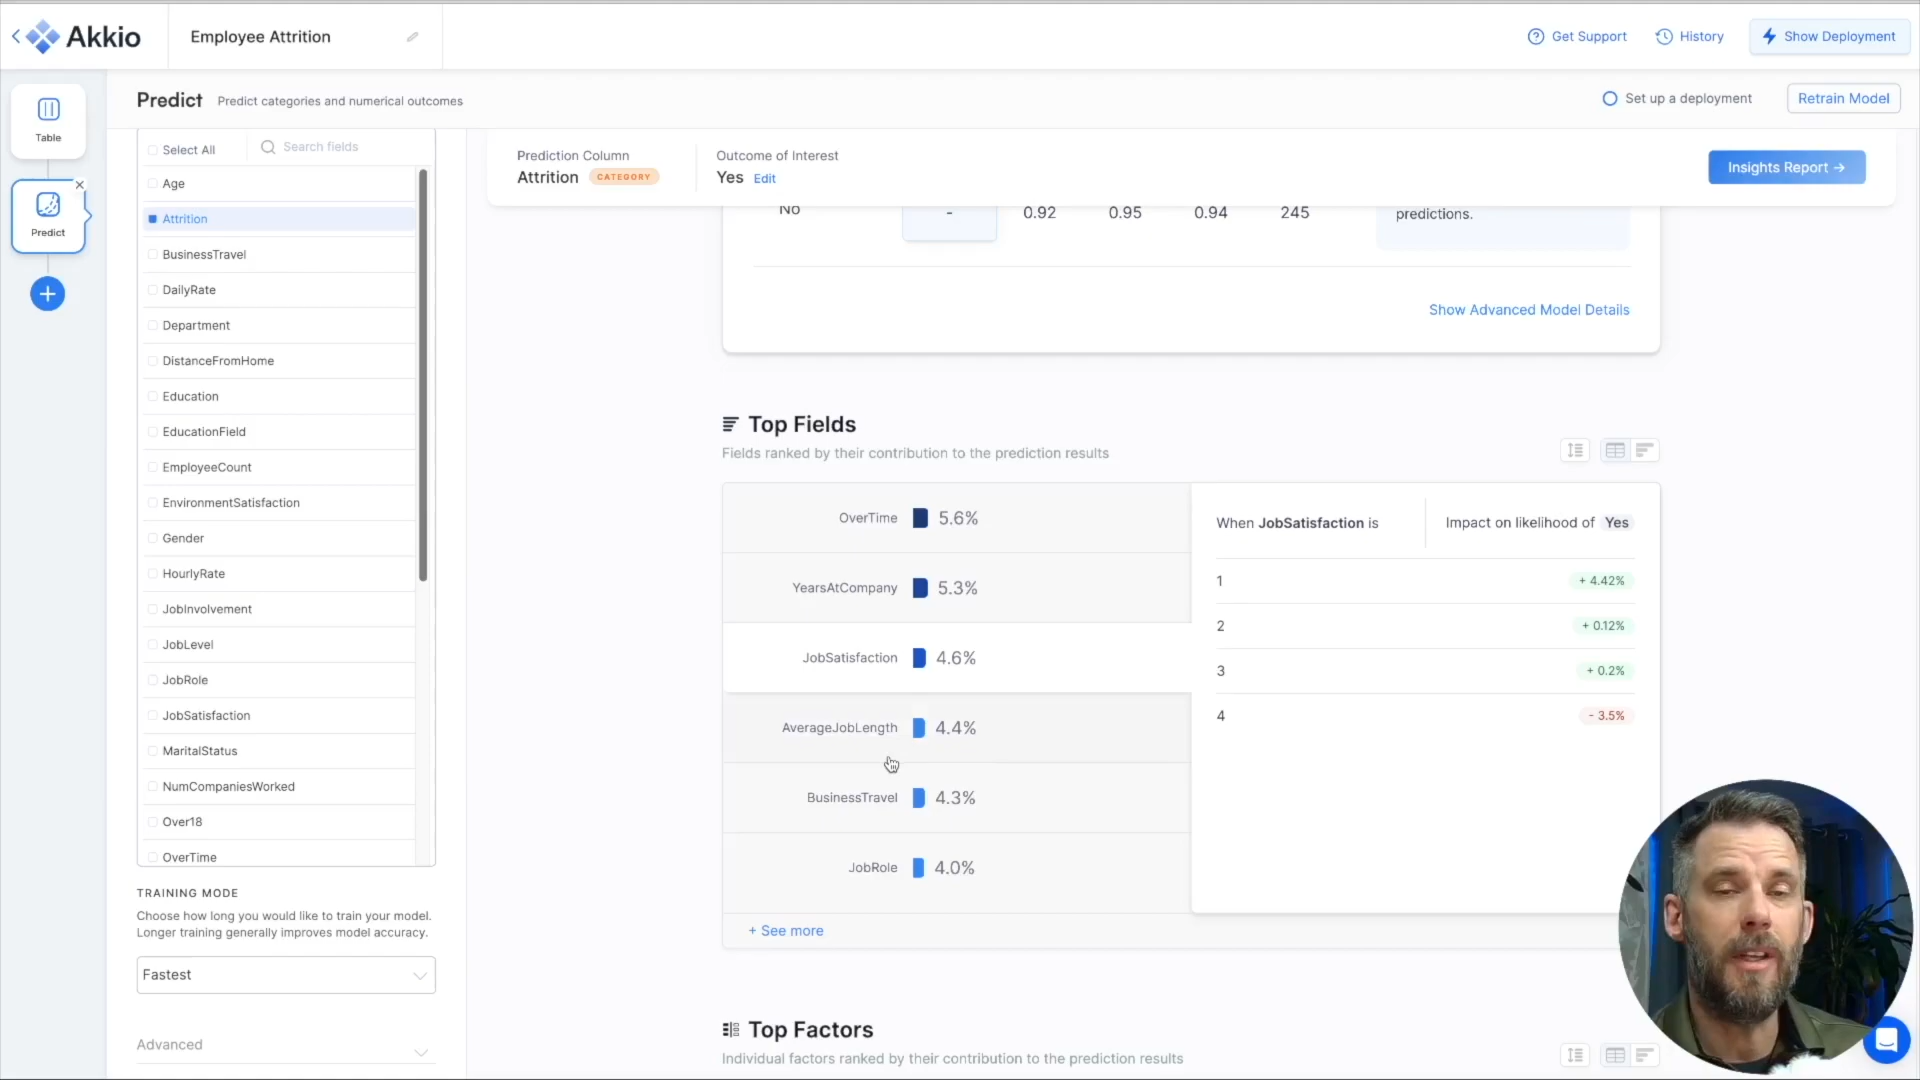 Akkio
Employee Attrition
Get Support
History
Show Deployment
Table
Predict
Predict
Predict categories and numerical outcomes
Set up a deployment
Retrain Model
Select All
Search fields
Age
Attrition
BusinessTravel
DailyRate
Department
DistanceFromHome
Education
EducationField
EmployeeCount
EnvironmentSatisfaction
Gender
HourlyRate
JobInvolvement
JobLevel
JobRole
JobSatisfaction
MaritalStatus
NumCompaniesWorked
Over18
OverTime
TRAINING MODE
Choose how long you would like to train your model.
Longer training generally improves model accuracy.
Fastest
Advanced
Prediction Column
Attrition CATEGORY
Outcome of Interest
Yes Edit
Insights Report →
No - 0.92 0.95 0.94 245
predictions.
Show Advanced Model Details
Top Fields
Fields ranked by their contribution to the prediction results
OverTime 5.6%
YearsAtCompany 5.3%
JobSatisfaction 4.6%
AverageJobLength 4.4%
BusinessTravel 4.3%
JobRole 4.0%
+ See more
When JobSatisfaction is
Impact on likelihood of Yes
1 + 4.42%
2 + 0.12%
3 + 0.2%
4 - 3.5%
Top Factors
Individual factors ranked by their contribution to the prediction results